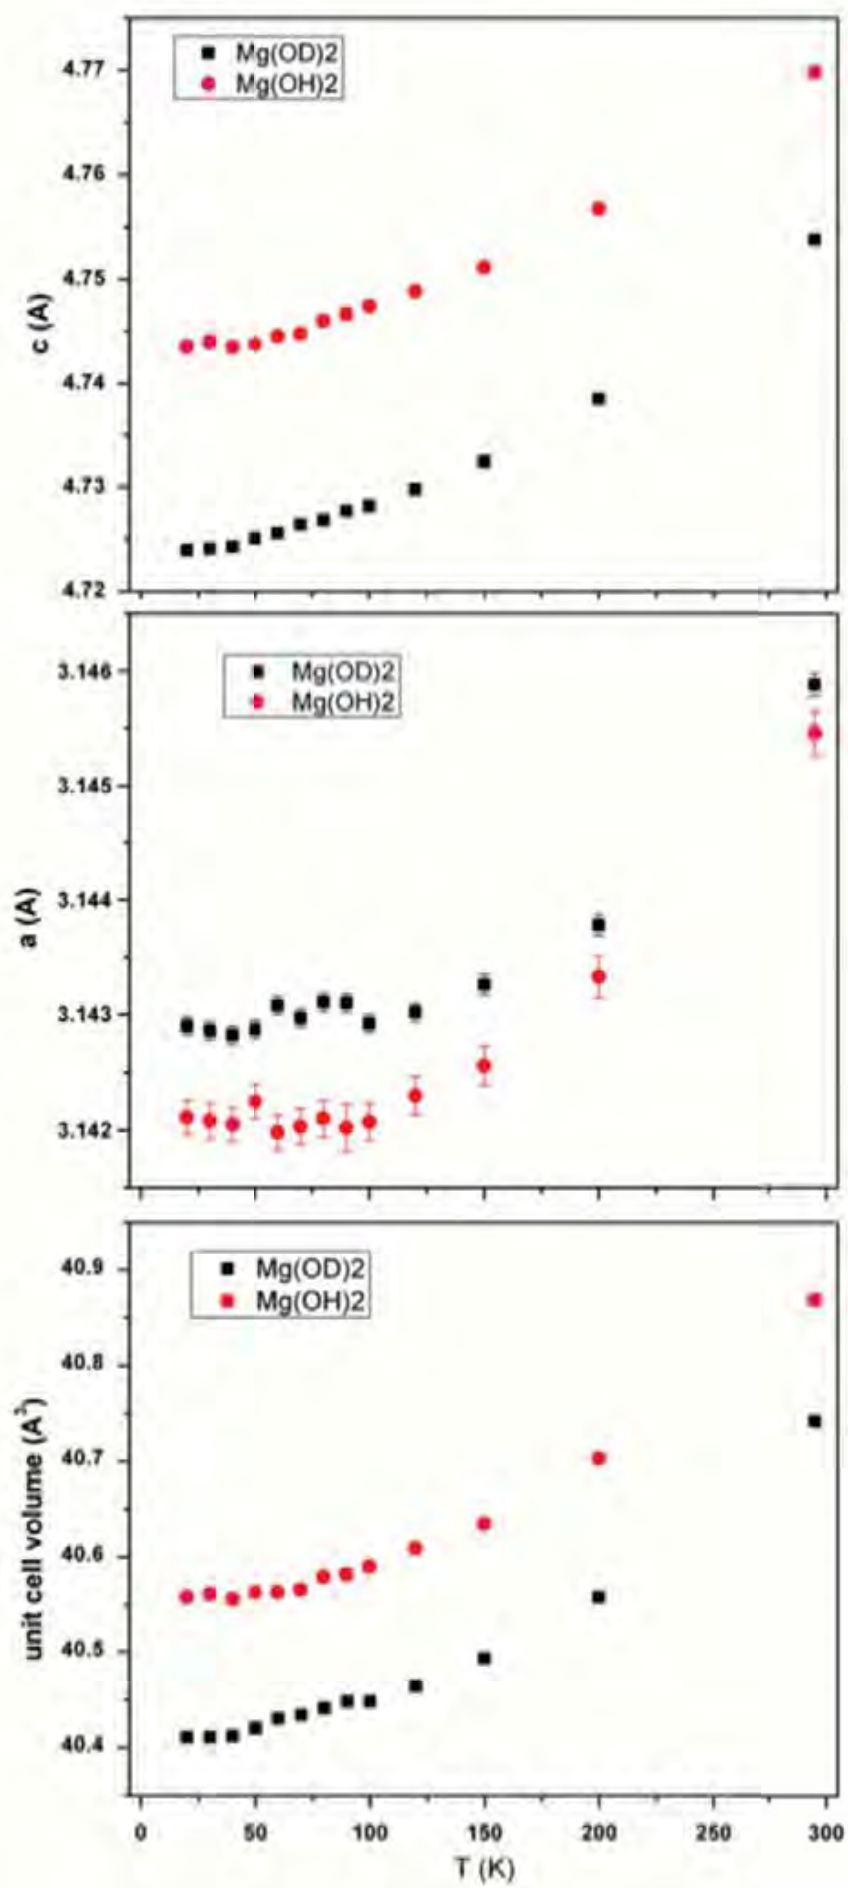 Mg(OD)2
Mg(OH)2
4.77
4.76
4.75
4.74
4.73
4.72
c (A)
Mg(OD)2
Mg(OH)2
3.146
3.145
3.144
3.143
3.142
a (A)
Mg(OD)2
Mg(OH)2
40.9
40.8
40.7
40.6
40.5
40.4
unit cell volume (A³)
0 50 100 150 200 250 300
T (K)